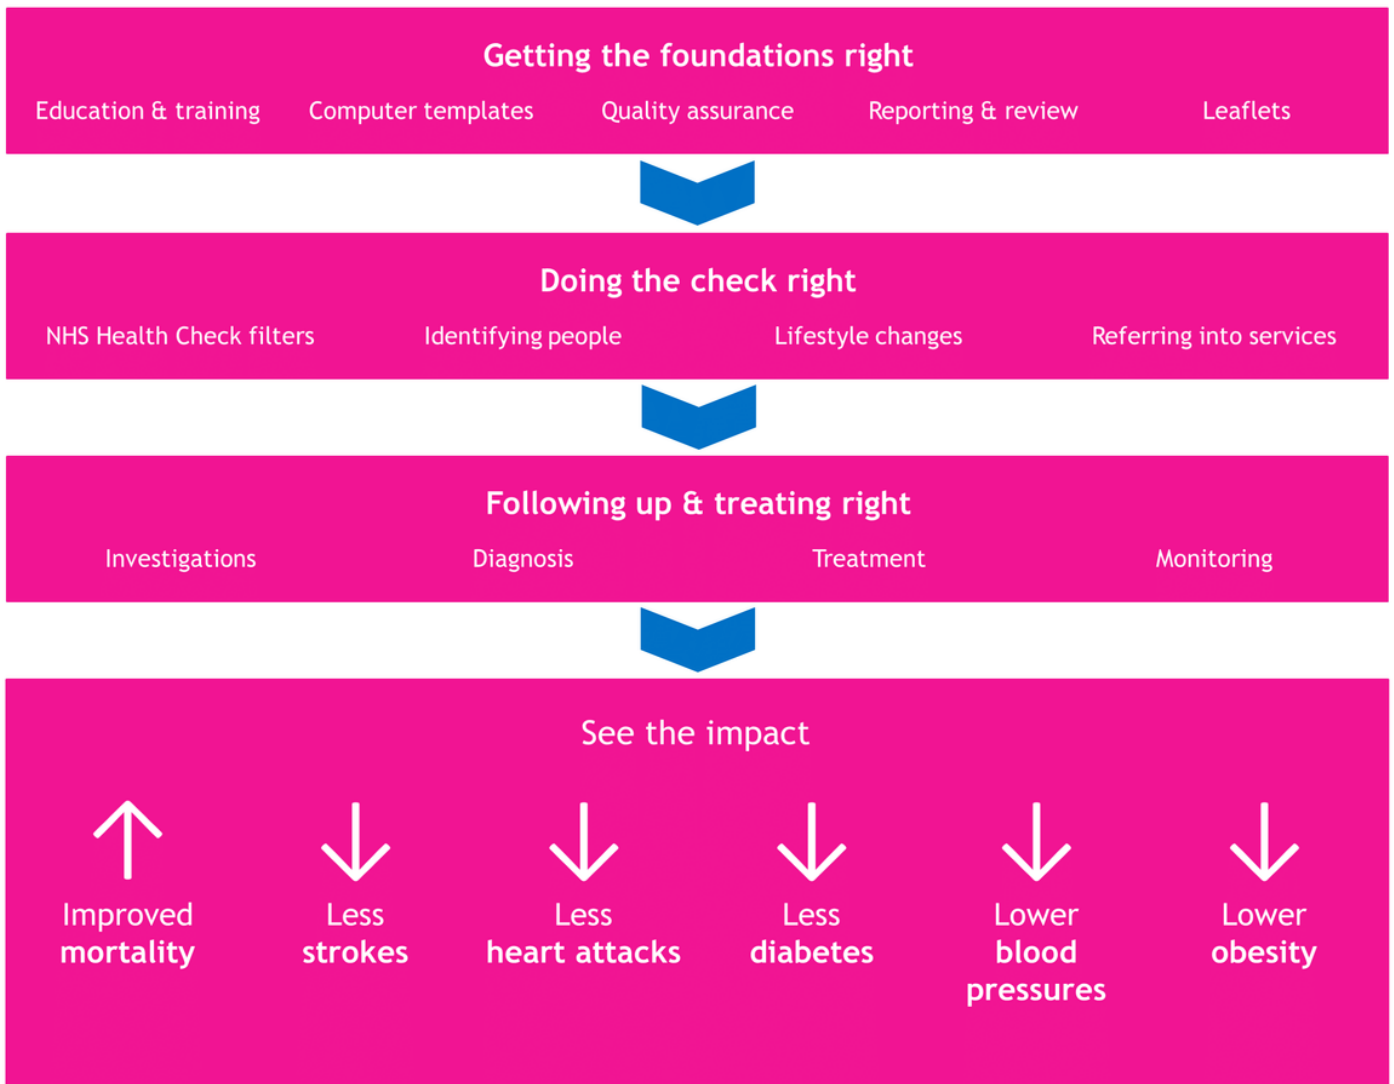 Getting the foundations right
Education & training Computer templates Quality assurance Reporting & review Leaflets
Doing the check right
NHS Health Check filters Identifying people Lifestyle changes Referring into services
Following up & treating right
Investigations Diagnosis Treatment Monitoring
See the impact
Improved
mortality
Less
strokes
Less
heart attacks
Less
diabetes
Lower
blood
pressures
Lower
obesity